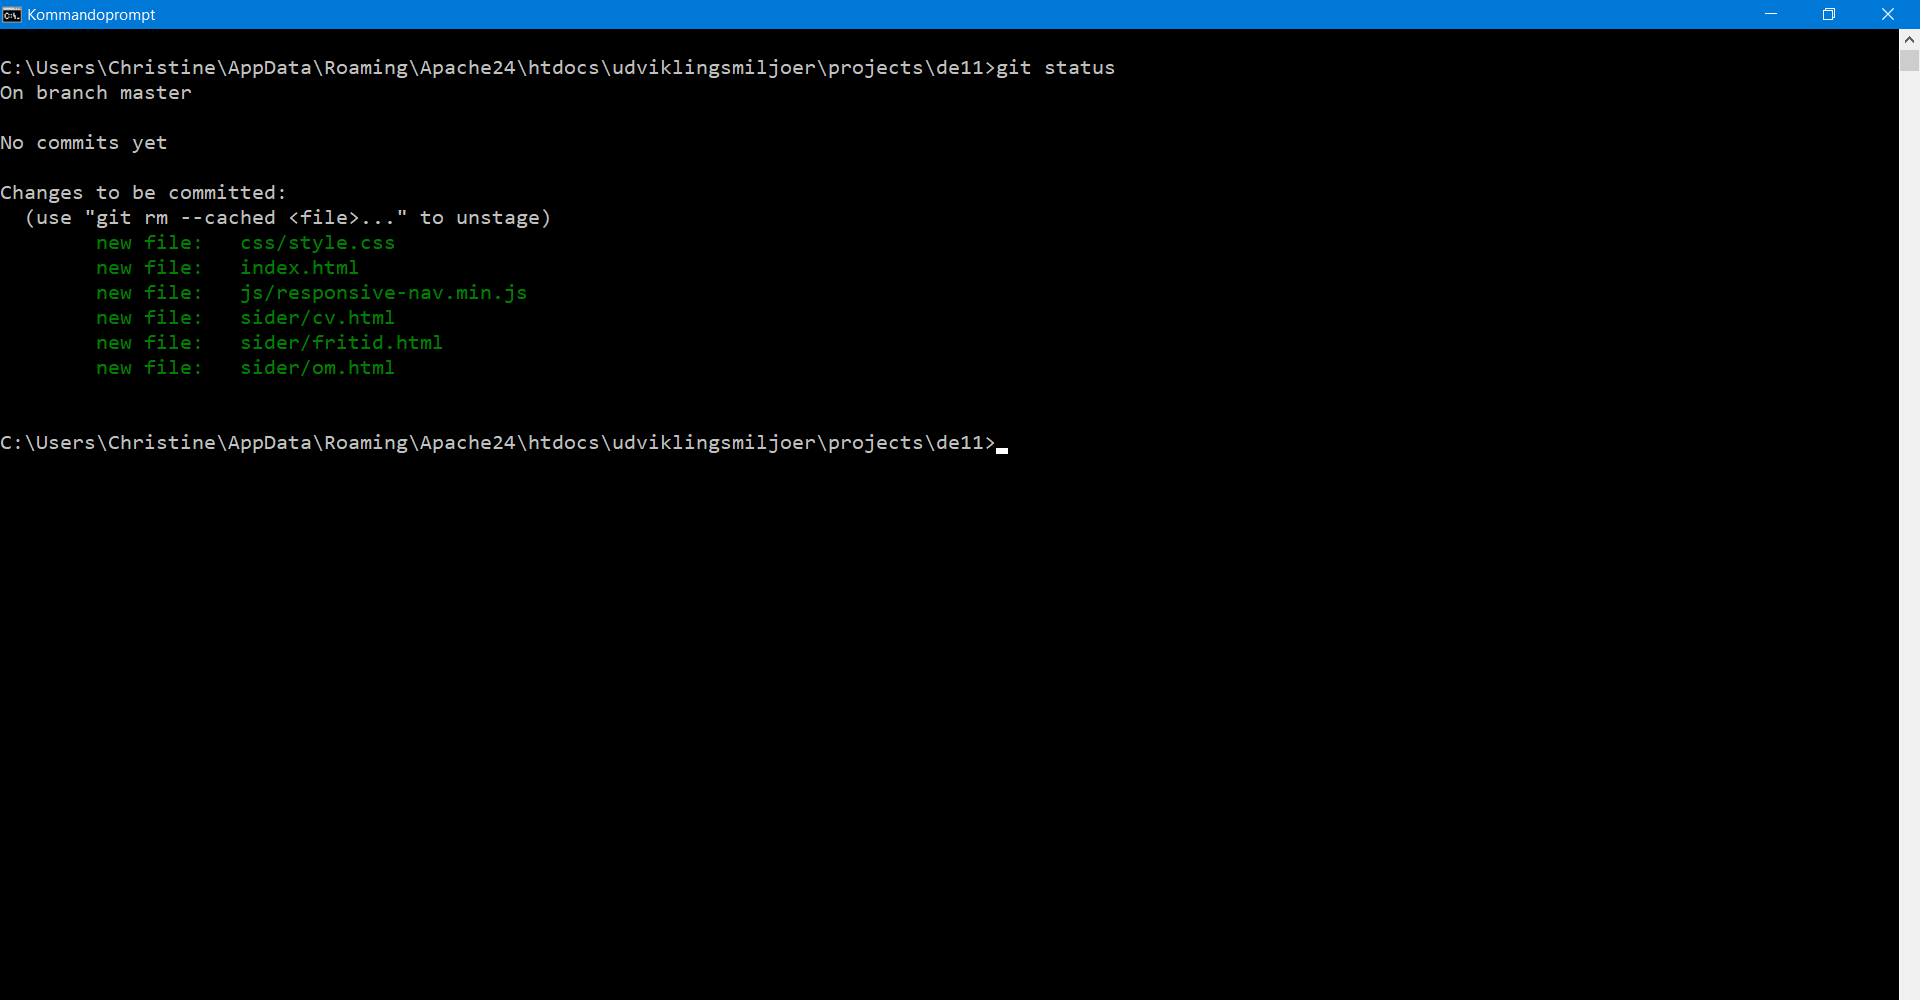 Kommandoprompt
C:\Users\Christine\AppData\Roaming\Apache24\htdocs\udviklingsmiljoer\projects\de11>git status
On branch master
No commits yet
Changes to be committed:
  (use "git rm --cached <file>..." to unstage)
        new file:   css/style.css
        new file:   index.html
        new file:   js/responsive-nav.min.js
        new file:   sider/cv.html
        new file:   sider/fritid.html
        new file:   sider/om.html
C:\Users\Christine\AppData\Roaming\Apache24\htdocs\udviklingsmiljoer\projects\de11>